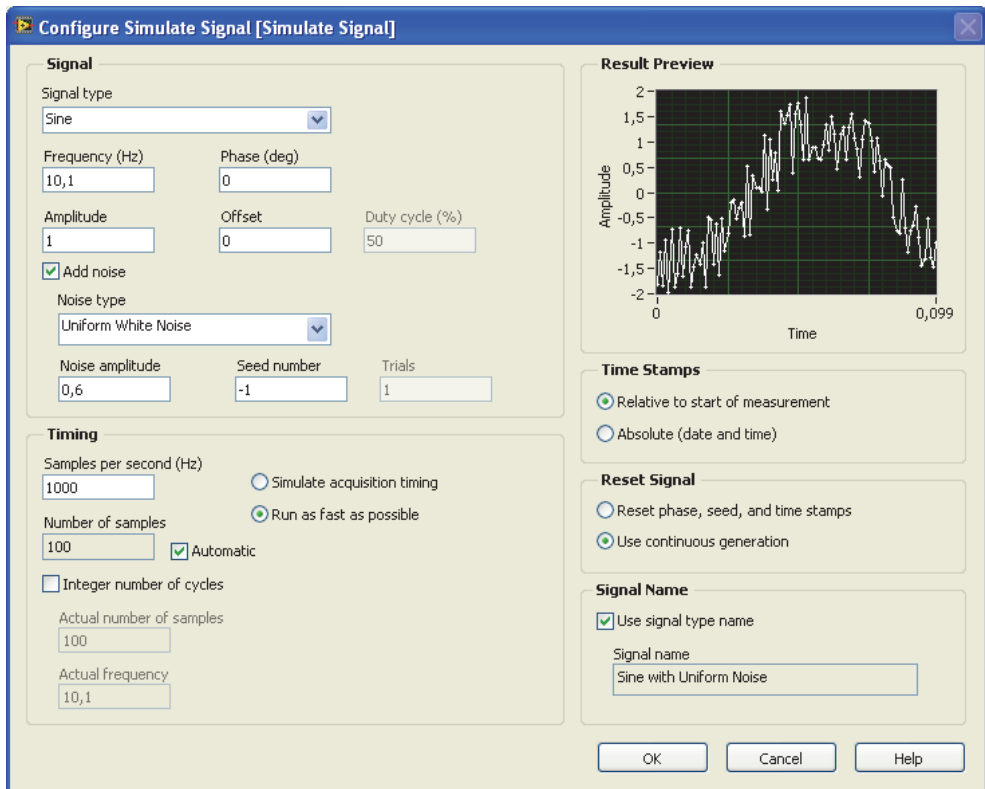 Configure Simulate Signal [Simulate Signal]
Signal
Signal type
Sine
Frequency (Hz) Phase (deg)
10,1 0
Amplitude Offset Duty cycle (%)
1 0 50
Add noise
Noise type
Uniform White Noise
Noise amplitude Seed number Trials
0,6 -1 1
Timing
Samples per second (Hz)
1000
Simulate acquisition timing
Run as fast as possible
Number of samples
100 Automatic
Integer number of cycles
Actual number of samples
100
Actual frequency
10,1
Result Preview
2
1,5
1
0,5
0
-0,5
-1
-1,5
-2
Amplitude
0 0,099
Time
Time Stamps
Relative to start of measurement
Absolute (date and time)
Reset Signal
Reset phase, seed, and time stamps
Use continuous generation
Signal Name
Use signal type name
Signal name
Sine with Uniform Noise
OK Cancel Help